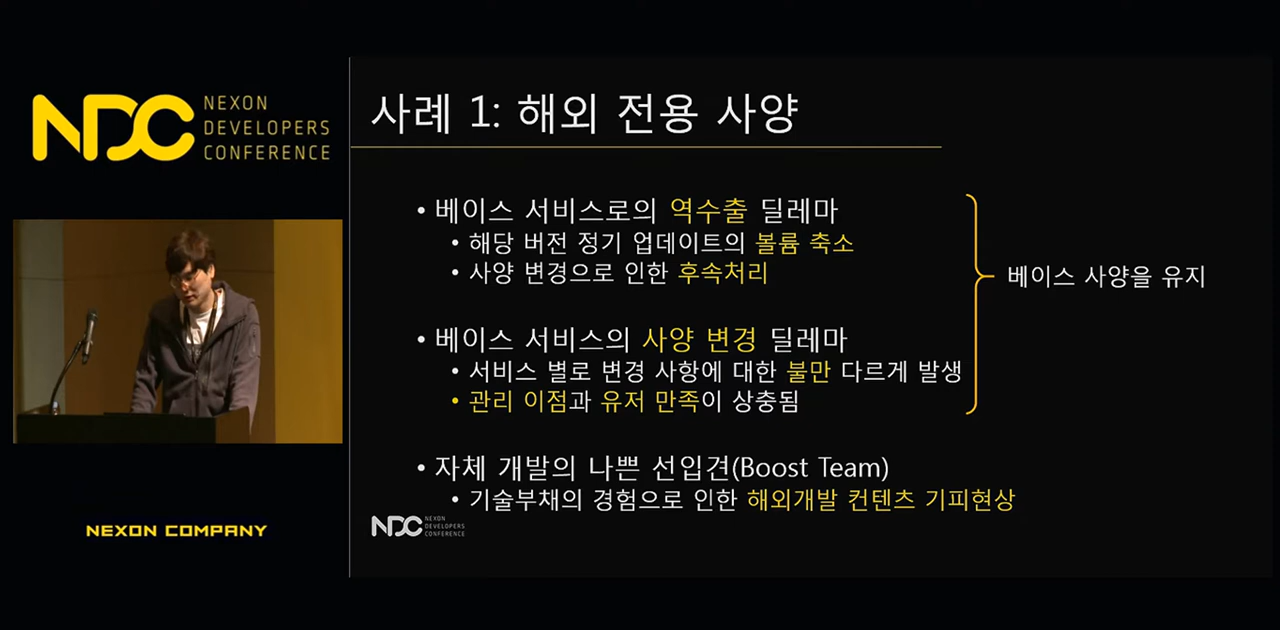 NDC
NEXON
DEVELOPERS
CONFERENCE
사례 1: 해외 전용 사양
• 베이스 서비스로의 역수출 딜레마
• 해당 버전 정기 업데이트의 볼륨 축소
• 사양 변경으로 인한 후속처리
베이스 사양을 유지
• 베이스 서비스의 사양 변경 딜레마
• 서비스 별로 변경 사항에 대한 불만 다르게 발생
• 관리 이점과 유저 만족이 상충됨
• 자체 개발의 나쁜 선입견(Boost Team)
• 기술부채의 경험으로 인한 해외개발 컨텐츠 기피현상
NDC
NEXON
DEVELOPERS
CONFERENCE
NEXON COMPANY